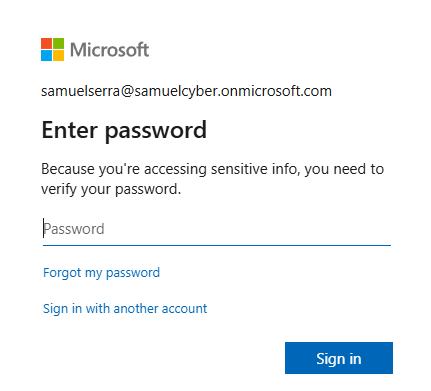 Microsoft
samuelserra@samuelcyber.onmicrosoft.com
Enter password
Because you're accessing sensitive info, you need to
verify your password.
Password
Forgot my password
Sign in with another account
Sign in